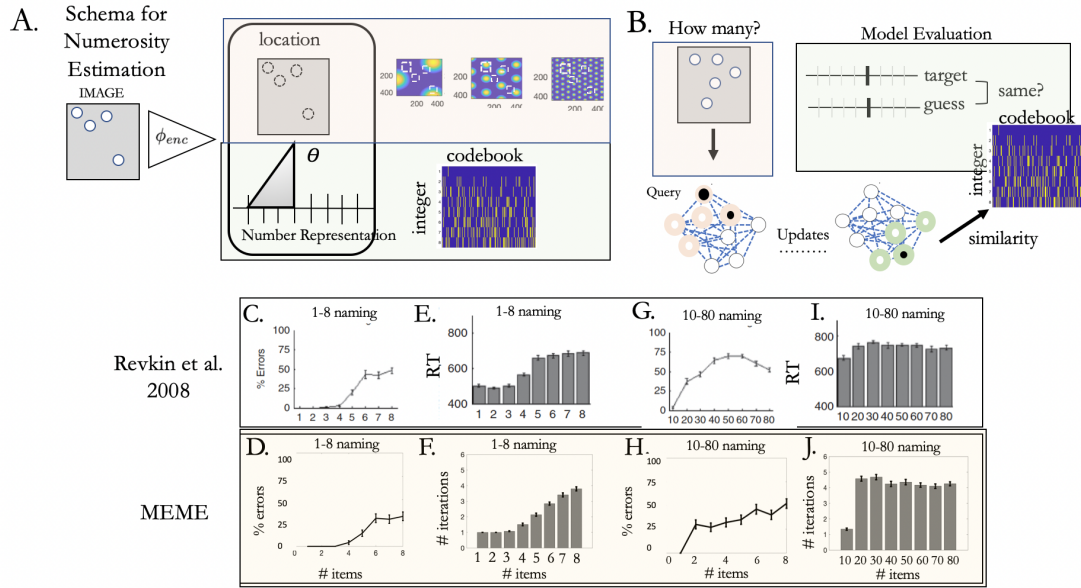 A.
Schema for
Numerosity
Estimation
IMAGE
ϕenc
location
200
400
200 400
200
400
200 400
200
400
200 400
θ
Number Representation
codebook
integer
B.
How many?
Model Evaluation
target
guess
same?
codebook
integer
Query
Updates
similarity
Revkin et al.
2008
C.
1-8 naming
% Errors
100
75
50
25
0
1 2 3 4 5 6 7 8
E.
1-8 naming
RT
800
600
400
1 2 3 4 5 6 7 8
G.
10-80 naming
100
75
50
25
0
10 20 30 40 50 60 70 80
I.
10-80 naming
RT
800
600
400
10 20 30 40 50 60 70 80
MEME
D.
1-8 naming
% errors
100
75
50
25
0
0 2 4 6 8
# items
F.
1-8 naming
# iterations
6
5
4
3
2
1
0
1 2 3 4 5 6 7 8
# items
H.
10-80 naming
% errors
100
75
50
25
0
0 2 4 6 8
# items
J.
10-80 naming
# iterations
6
5
4
3
2
1
0
10 20 30 40 50 60 70 80
# items